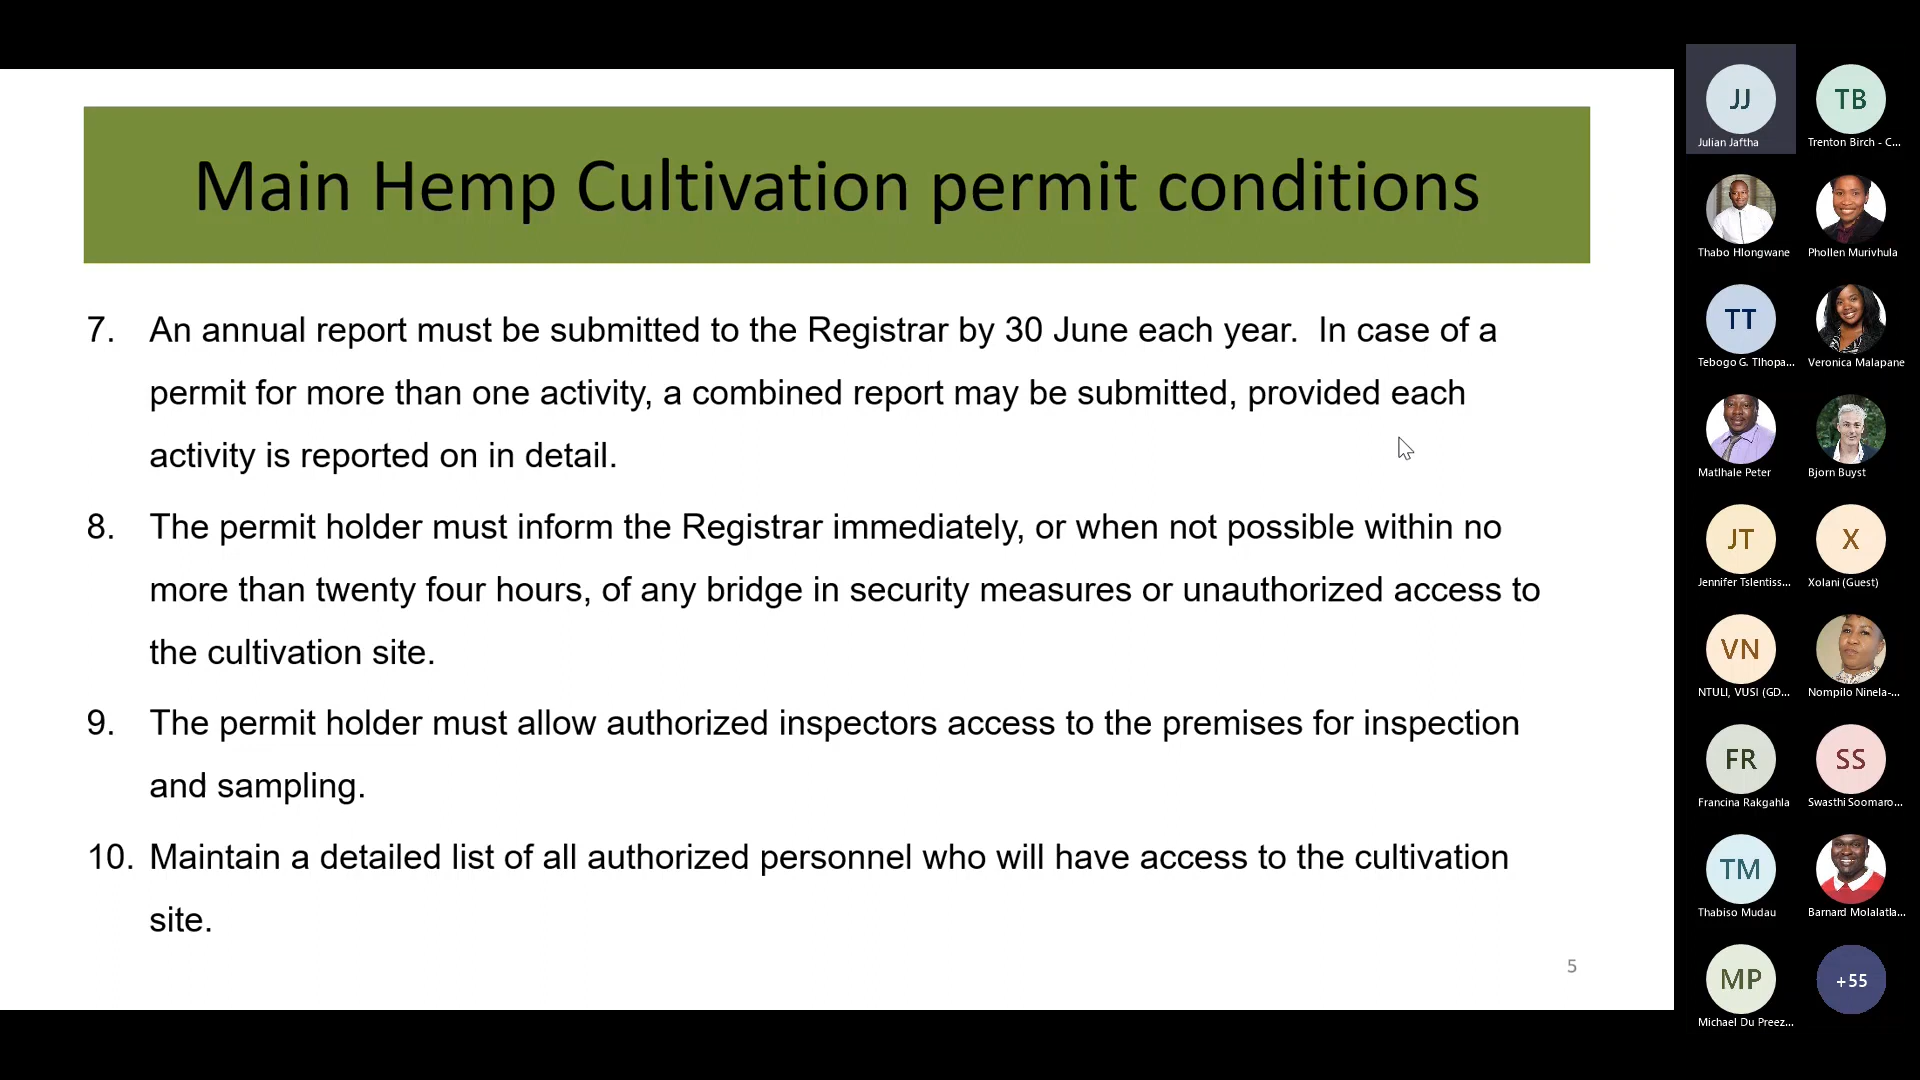 Main Hemp Cultivation permit conditions
7. An annual report must be submitted to the Registrar by 30 June each year. In case of a
permit for more than one activity, a combined report may be submitted, provided each
activity is reported on in detail.
8. The permit holder must inform the Registrar immediately, or when not possible within no
more than twenty four hours, of any bridge in security measures or unauthorized access to
the cultivation site.
9. The permit holder must allow authorized inspectors access to the premises for inspection
and sampling.
10. Maintain a detailed list of all authorized personnel who will have access to the cultivation
site.
5
JJ TB
Julian Jaftha Trenton Birch - C...
Thabo Hlongwane Phollen Murivhula
TT
Tebogo G. Tlhopa... Veronica Malapane
Matlhale Peter Bjorn Buyst
JT X
Jennifer Tslentiss... Xolani (Guest)
VN
NTULI, VUSI (GD... Nompilo Ninela-...
FR SS
Francina Rakgahla Swasthi Soomaro...
TM
Thabiso Mudau Barnard Molalatla...
MP +55
Michael Du Preez...